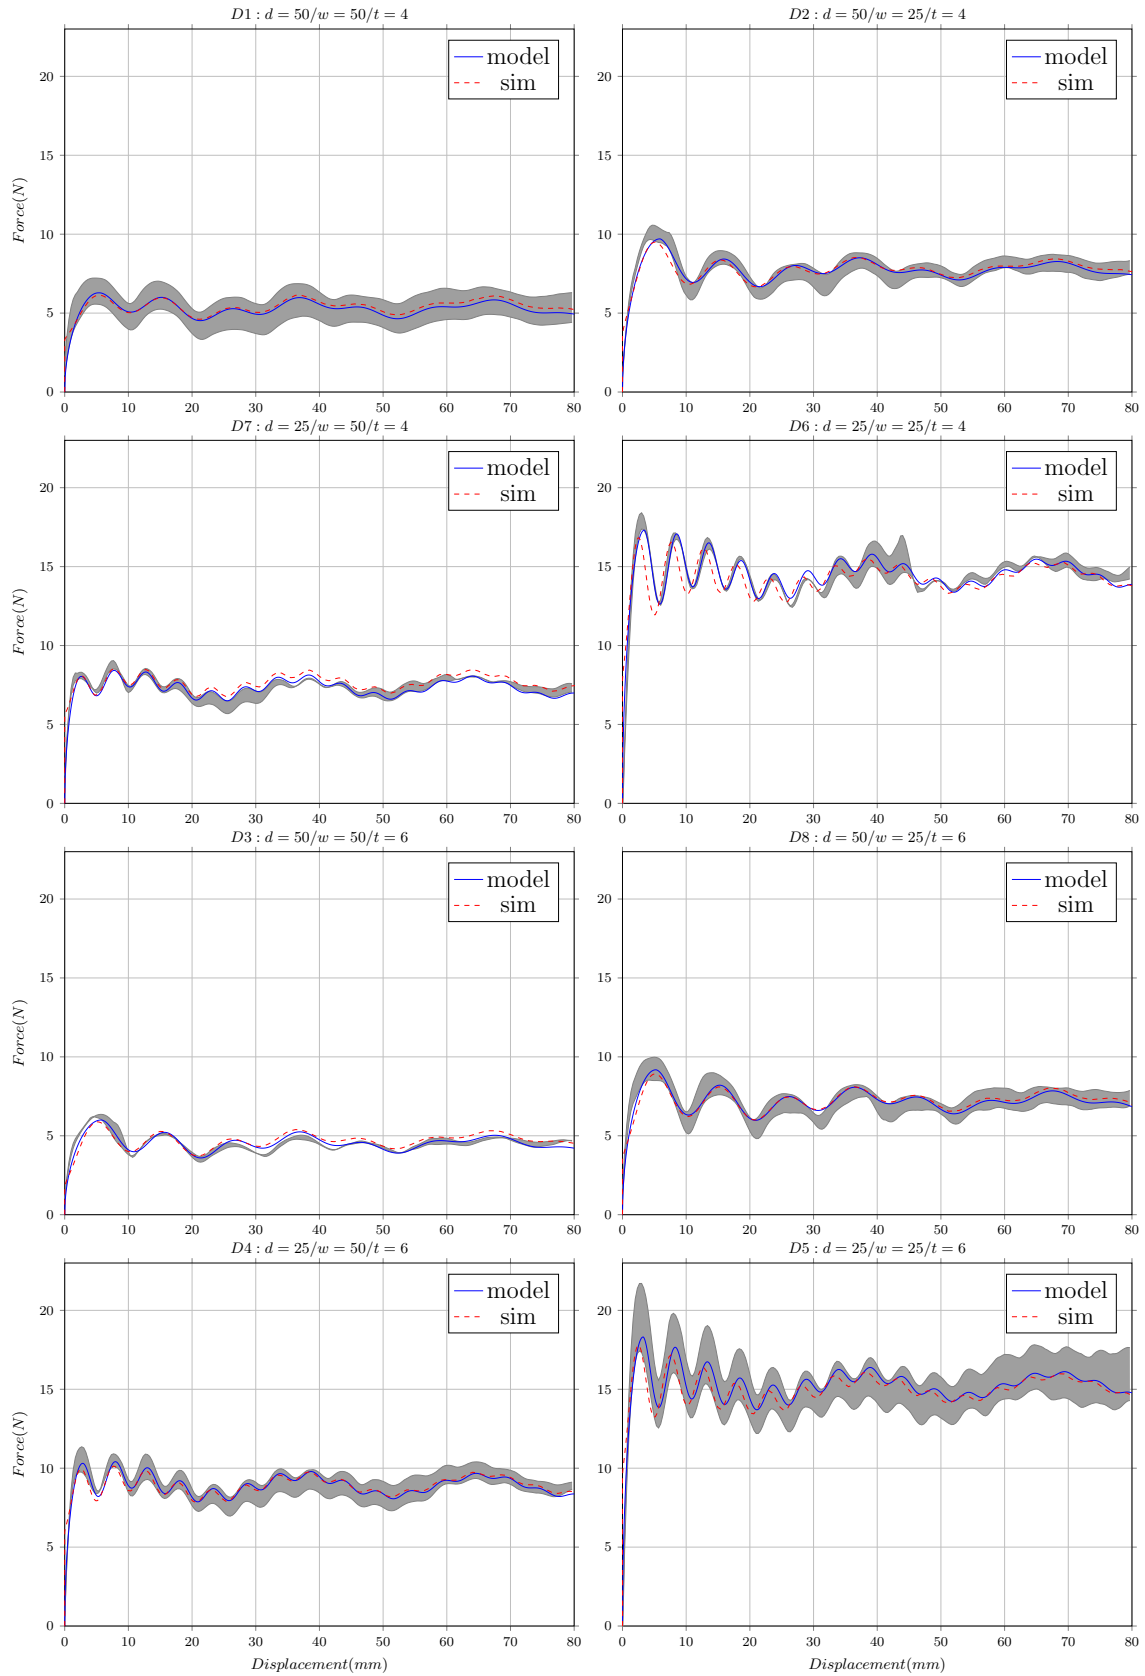 D1 : d = 50/w = 50/t = 4
D2 : d = 50/w = 25/t = 4
model
sim
model
sim
Force(N)
20
15
10
5
0
20
15
10
5
0
0 10 20 30 40 50 60 70 80
0 10 20 30 40 50 60 70 80
D7 : d = 25/w = 50/t = 4
D6 : d = 25/w = 25/t = 4
model
sim
model
sim
Force(N)
20
15
10
5
0
20
15
10
5
0
0 10 20 30 40 50 60 70 80
0 10 20 30 40 50 60 70 80
D3 : d = 50/w = 50/t = 6
D8 : d = 50/w = 25/t = 6
model
sim
model
sim
Force(N)
20
15
10
5
0
20
15
10
5
0
0 10 20 30 40 50 60 70 80
0 10 20 30 40 50 60 70 80
D4 : d = 25/w = 50/t = 6
D5 : d = 25/w = 25/t = 6
model
sim
model
sim
Force(N)
20
15
10
5
0
20
15
10
5
0
0 10 20 30 40 50 60 70 80
0 10 20 30 40 50 60 70 80
Displacement(mm)
Displacement(mm)